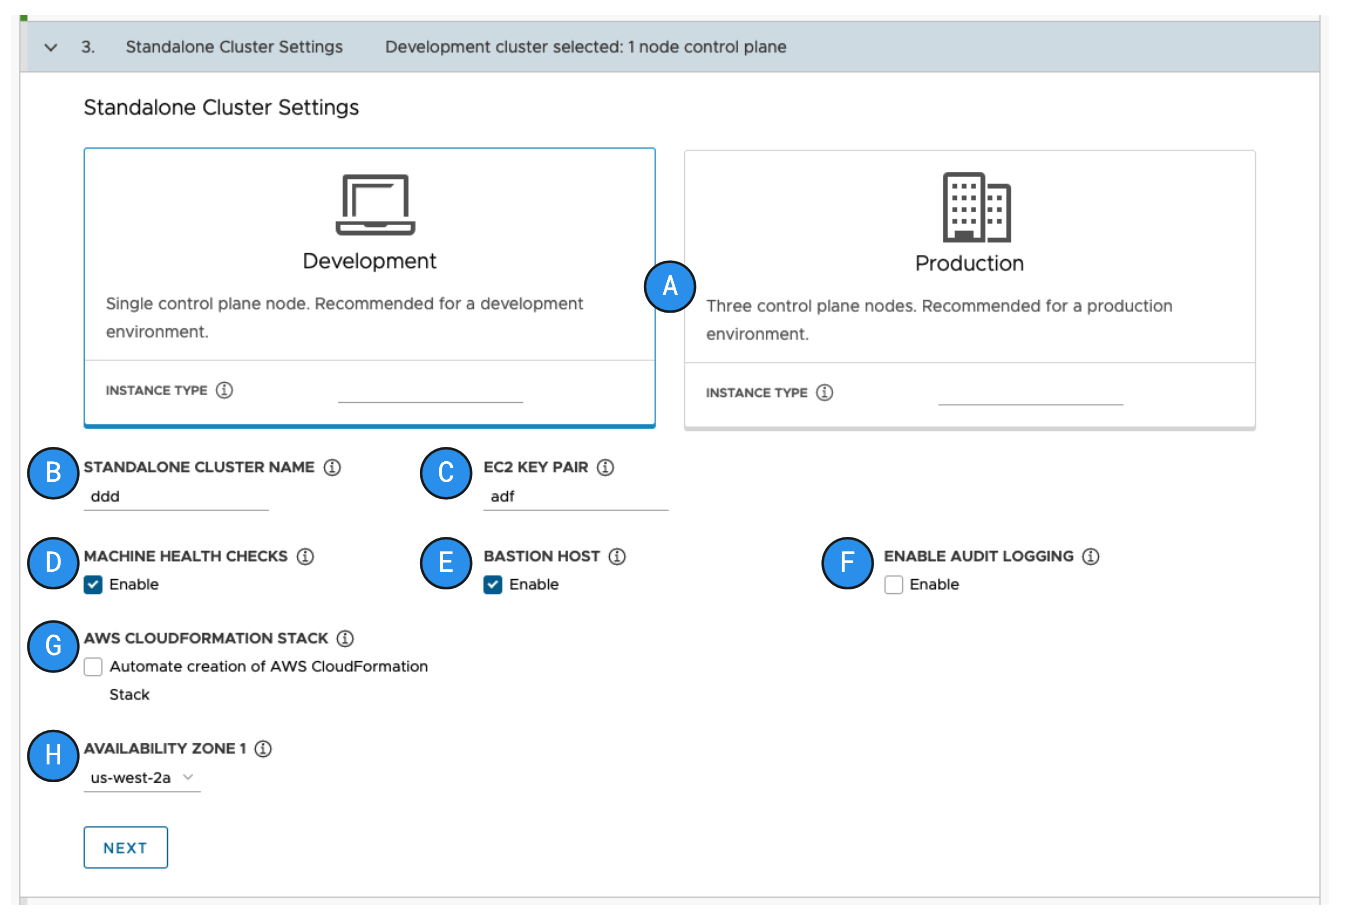 3. Standalone Cluster Settings Development cluster selected: 1 node control plane
Standalone Cluster Settings
Development
Single control plane node. Recommended for a development
environment.
INSTANCE TYPE
A
Production
Three control plane nodes. Recommended for a production
environment.
INSTANCE TYPE
B STANDALONE CLUSTER NAME
ddd
C EC2 KEY PAIR
adf
D MACHINE HEALTH CHECKS
Enable
E BASTION HOST
Enable
F ENABLE AUDIT LOGGING
Enable
G AWS CLOUDFORMATION STACK
Automate creation of AWS CloudFormation
Stack
H AVAILABILITY ZONE 1
us-west-2a
NEXT